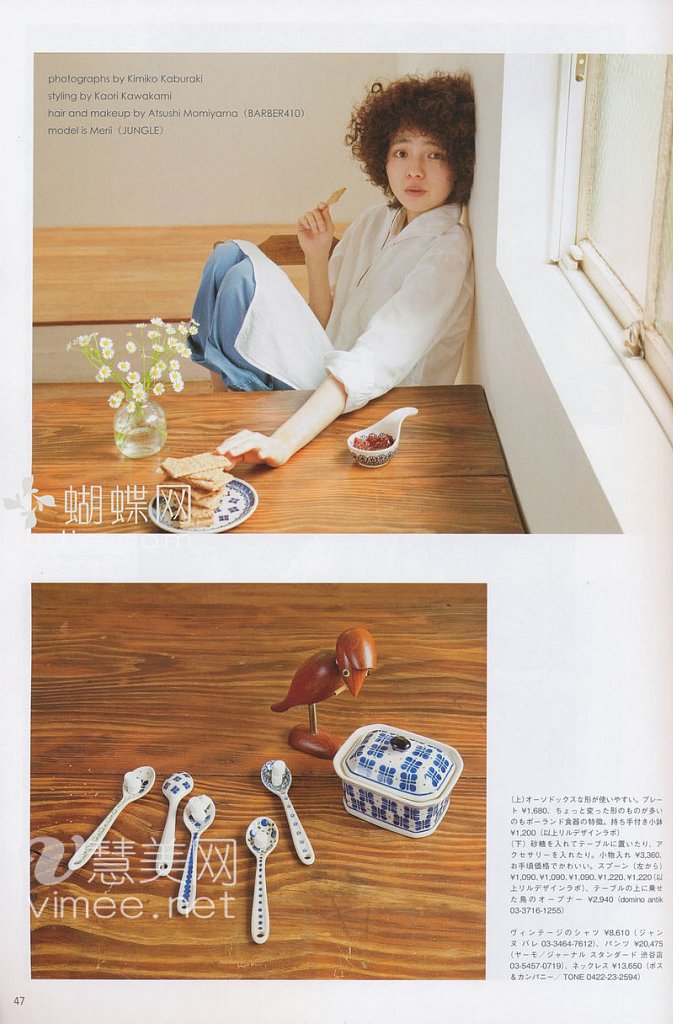 photographs by Kimiko Kaburaki
styling by Kaori Kawakami
hair and makeup by Atsushi Momiyama（BARBER410）
model is Merii（JUNGLE）
蝴蝶网
慧美网
vimee.net
(上)オーソドックスな形が使いやすい。プレー
ト ¥1,680、ちょっと変った形のものが多い
のもポーランド食器の特徴。持ち手付き小鉢
¥1,200（以上リルデザインラボ）
(下) 砂糖を入れてテーブルに置いたり、ア
クセサリーを入れたり。小物入れ ¥3,360、
お手頃価格でかわいい。スプーン（左から）
¥1,090、¥1,090、¥1,090、¥1,220、¥1,220（以
上リルデザインラボ）、テーブルの上に乗せ
た鳥のオープナー ¥2,940（domino antik
03-3716-1255）
ヴィンテージのシャツ ¥8,610（ジャン
ヌ バレ 03-3464-7612）、パンツ ¥20,475
（ヤーモ／ジャーナル スタンダード 渋谷店
03-5457-0719）、ネックレス ¥13,650（ボス
＆カンパニー／ TONE 0422-23-2594）
47